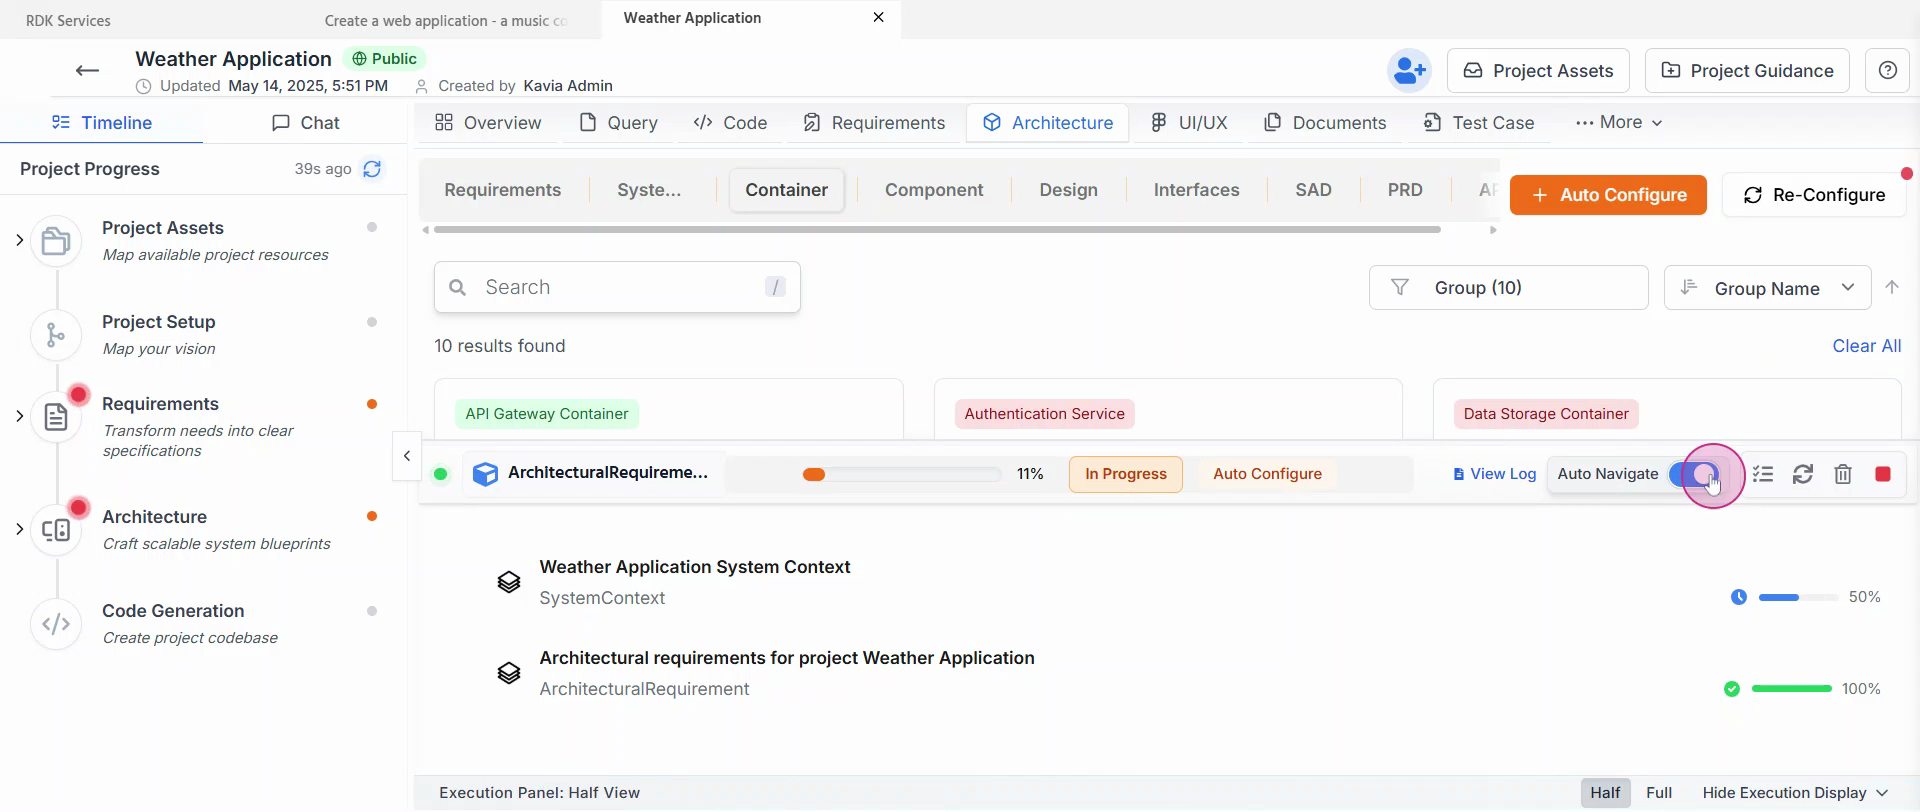 RDK Services
Create a web application - a music co
Weather Application
Weather Application
Public
Updated May 14, 2025, 5:51 PM
Created by Kavia Admin
Project Assets
Project Guidance
Timeline
Chat
Overview
Query
Code
Requirements
Architecture
UI/UX
Documents
Test Case
More
Project Progress
39s ago
Requirements
Syste...
Container
Component
Design
Interfaces
SAD
PRD
Auto Configure
Re-Configure
Project Assets
Map available project resources
Project Setup
Map your vision
Requirements
Transform needs into clear
specifications
Architecture
Craft scalable system blueprints
Code Generation
Create project codebase
Search
/
Group (10)
Group Name
10 results found
Clear All
API Gateway Container
Authentication Service
Data Storage Container
ArchitecturalRequireme...
11%
In Progress
Auto Configure
View Log
Auto Navigate
Weather Application System Context
SystemContext
50%
Architectural requirements for project Weather Application
ArchitecturalRequirement
100%
Execution Panel: Half View
Half
Full
Hide Execution Display